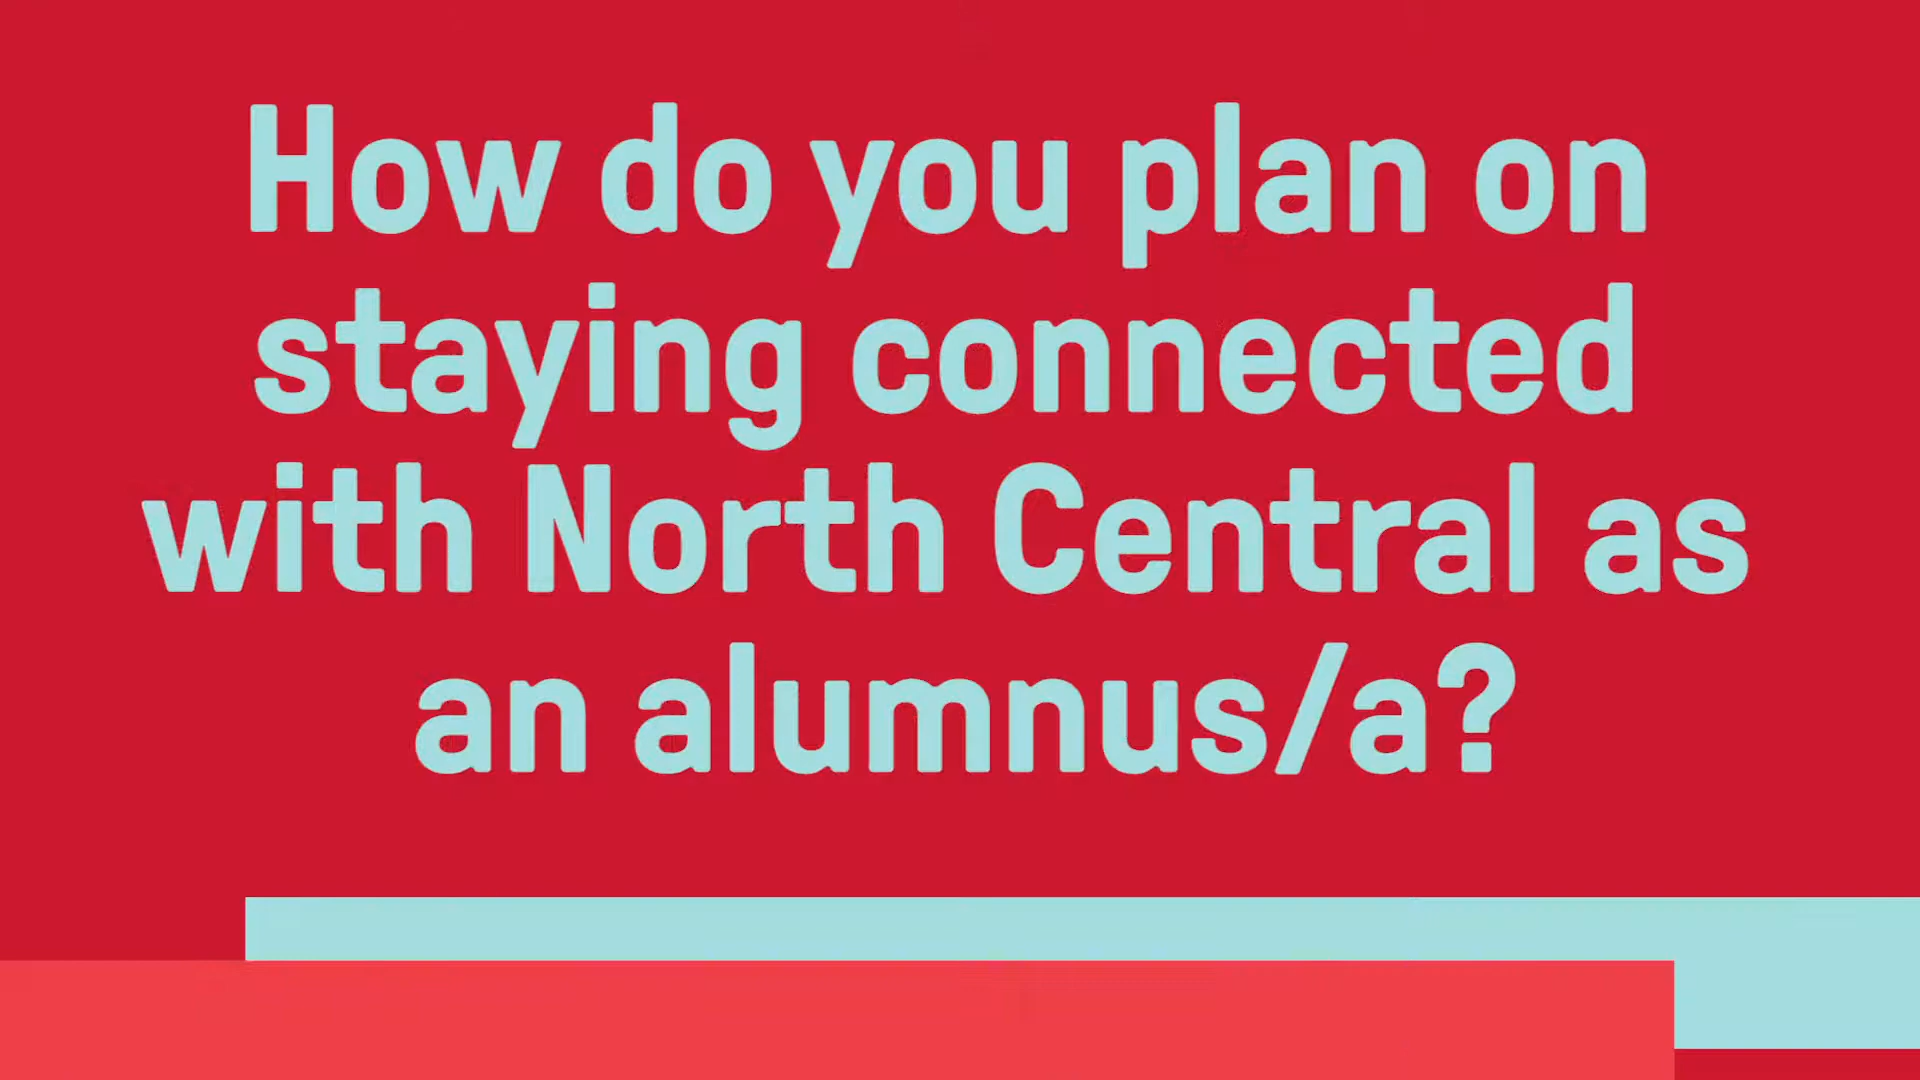 How do you plan on
staying connected
with North Central as
an alumnus/a?